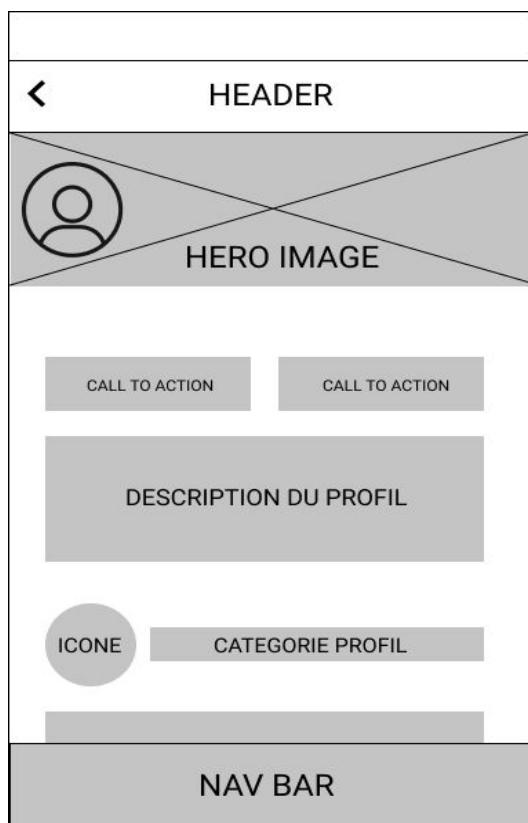 HEADER
HERO IMAGE
CALL TO ACTION
CALL TO ACTION
DESCRIPTION DU PROFIL
ICONE
CATEGORIE PROFIL
NAV BAR